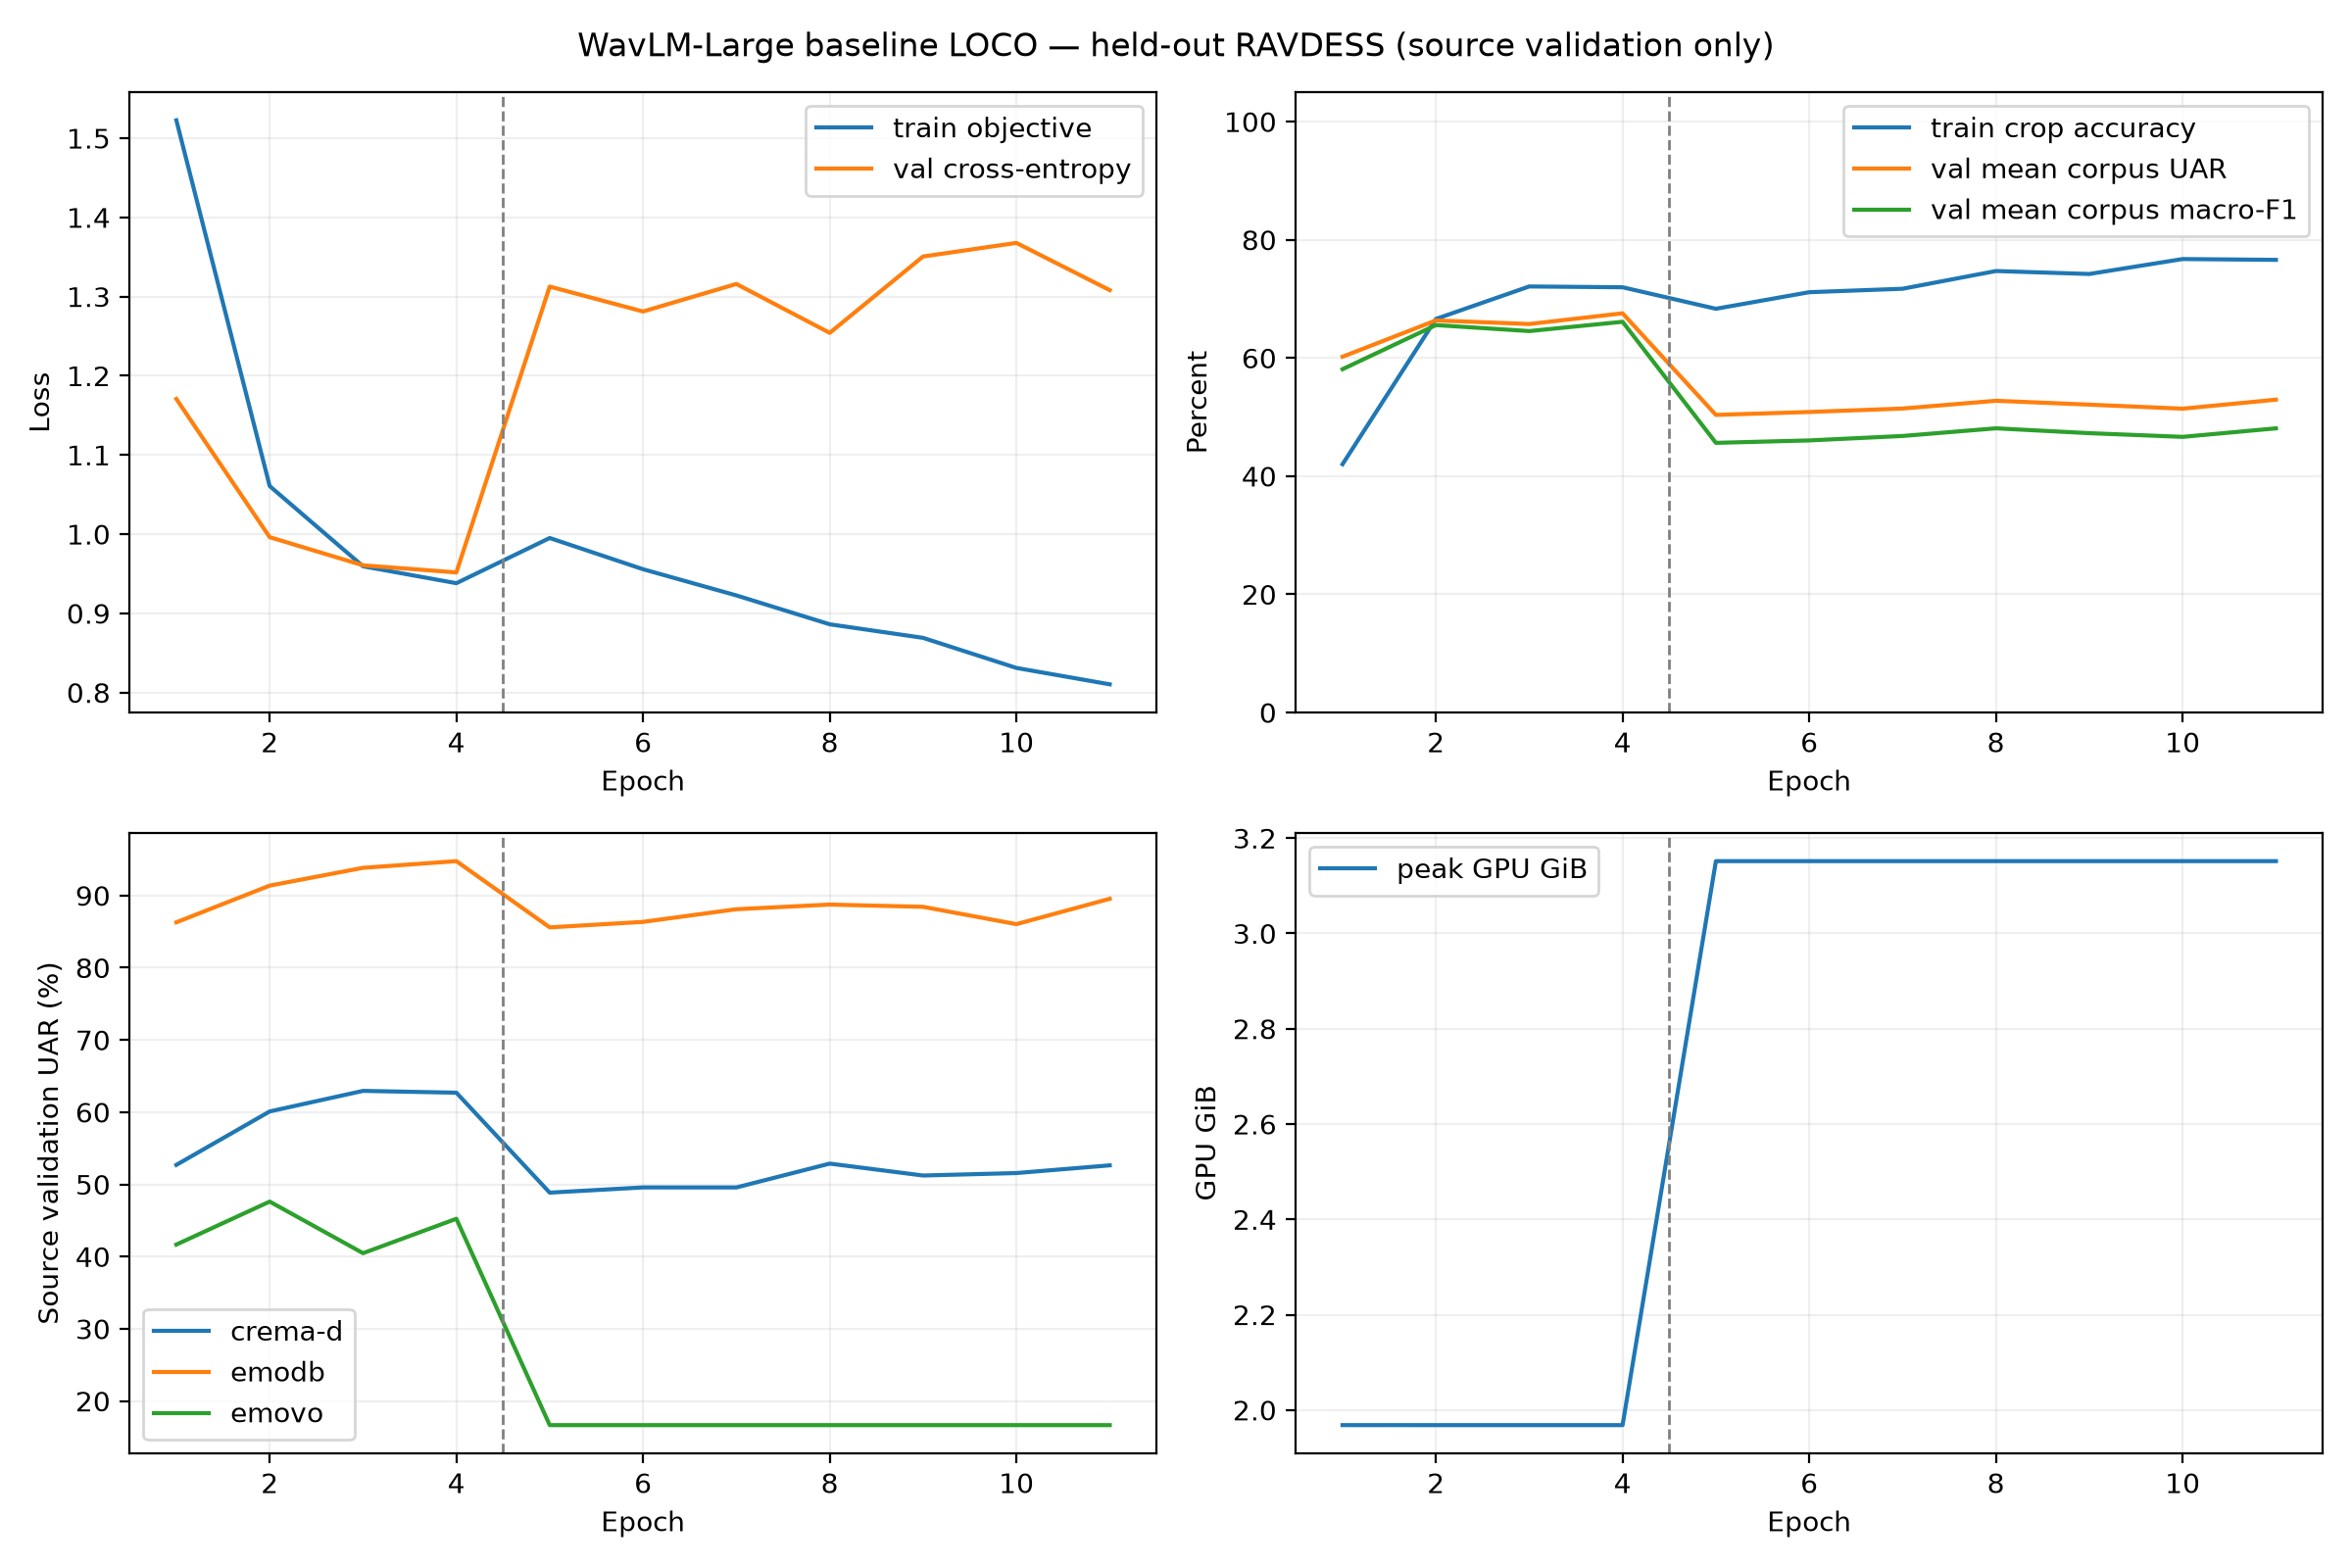 WavLM-Large baseline LOCO — held-out RAVDESS (source validation only)
Loss
1.5
1.4
1.3
1.2
1.1
1.0
0.9
0.8
train objective
val cross-entropy
2 4 6 8 10
Epoch
Percent
100
80
60
40
20
0
train crop accuracy
val mean corpus UAR
val mean corpus macro-F1
2 4 6 8 10
Epoch
Source validation UAR (%)
90
80
70
60
50
40
30
20
crema-d
emodb
emovo
2 4 6 8 10
Epoch
GPU GiB
3.2
3.0
2.8
2.6
2.4
2.2
2.0
peak GPU GiB
2 4 6 8 10
Epoch